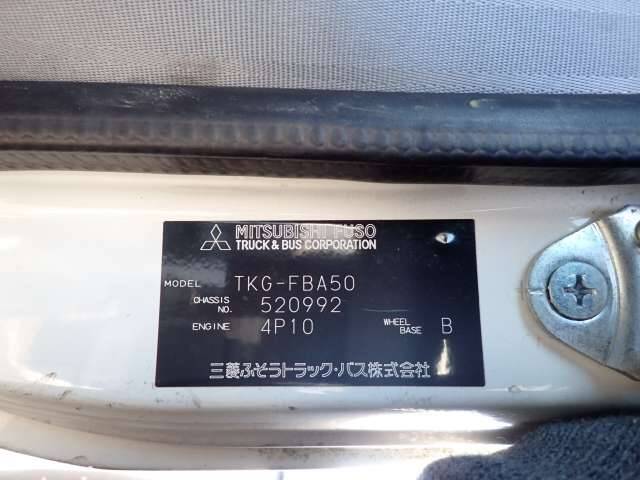 MITSUBISHI FUSO
TRUCK & BUS CORPORATION
MODEL TKG-FBA50
CHASSIS NO. 520992
ENGINE 4P10 WHEEL BASE B
三菱ふそうトラック・バス株式会社